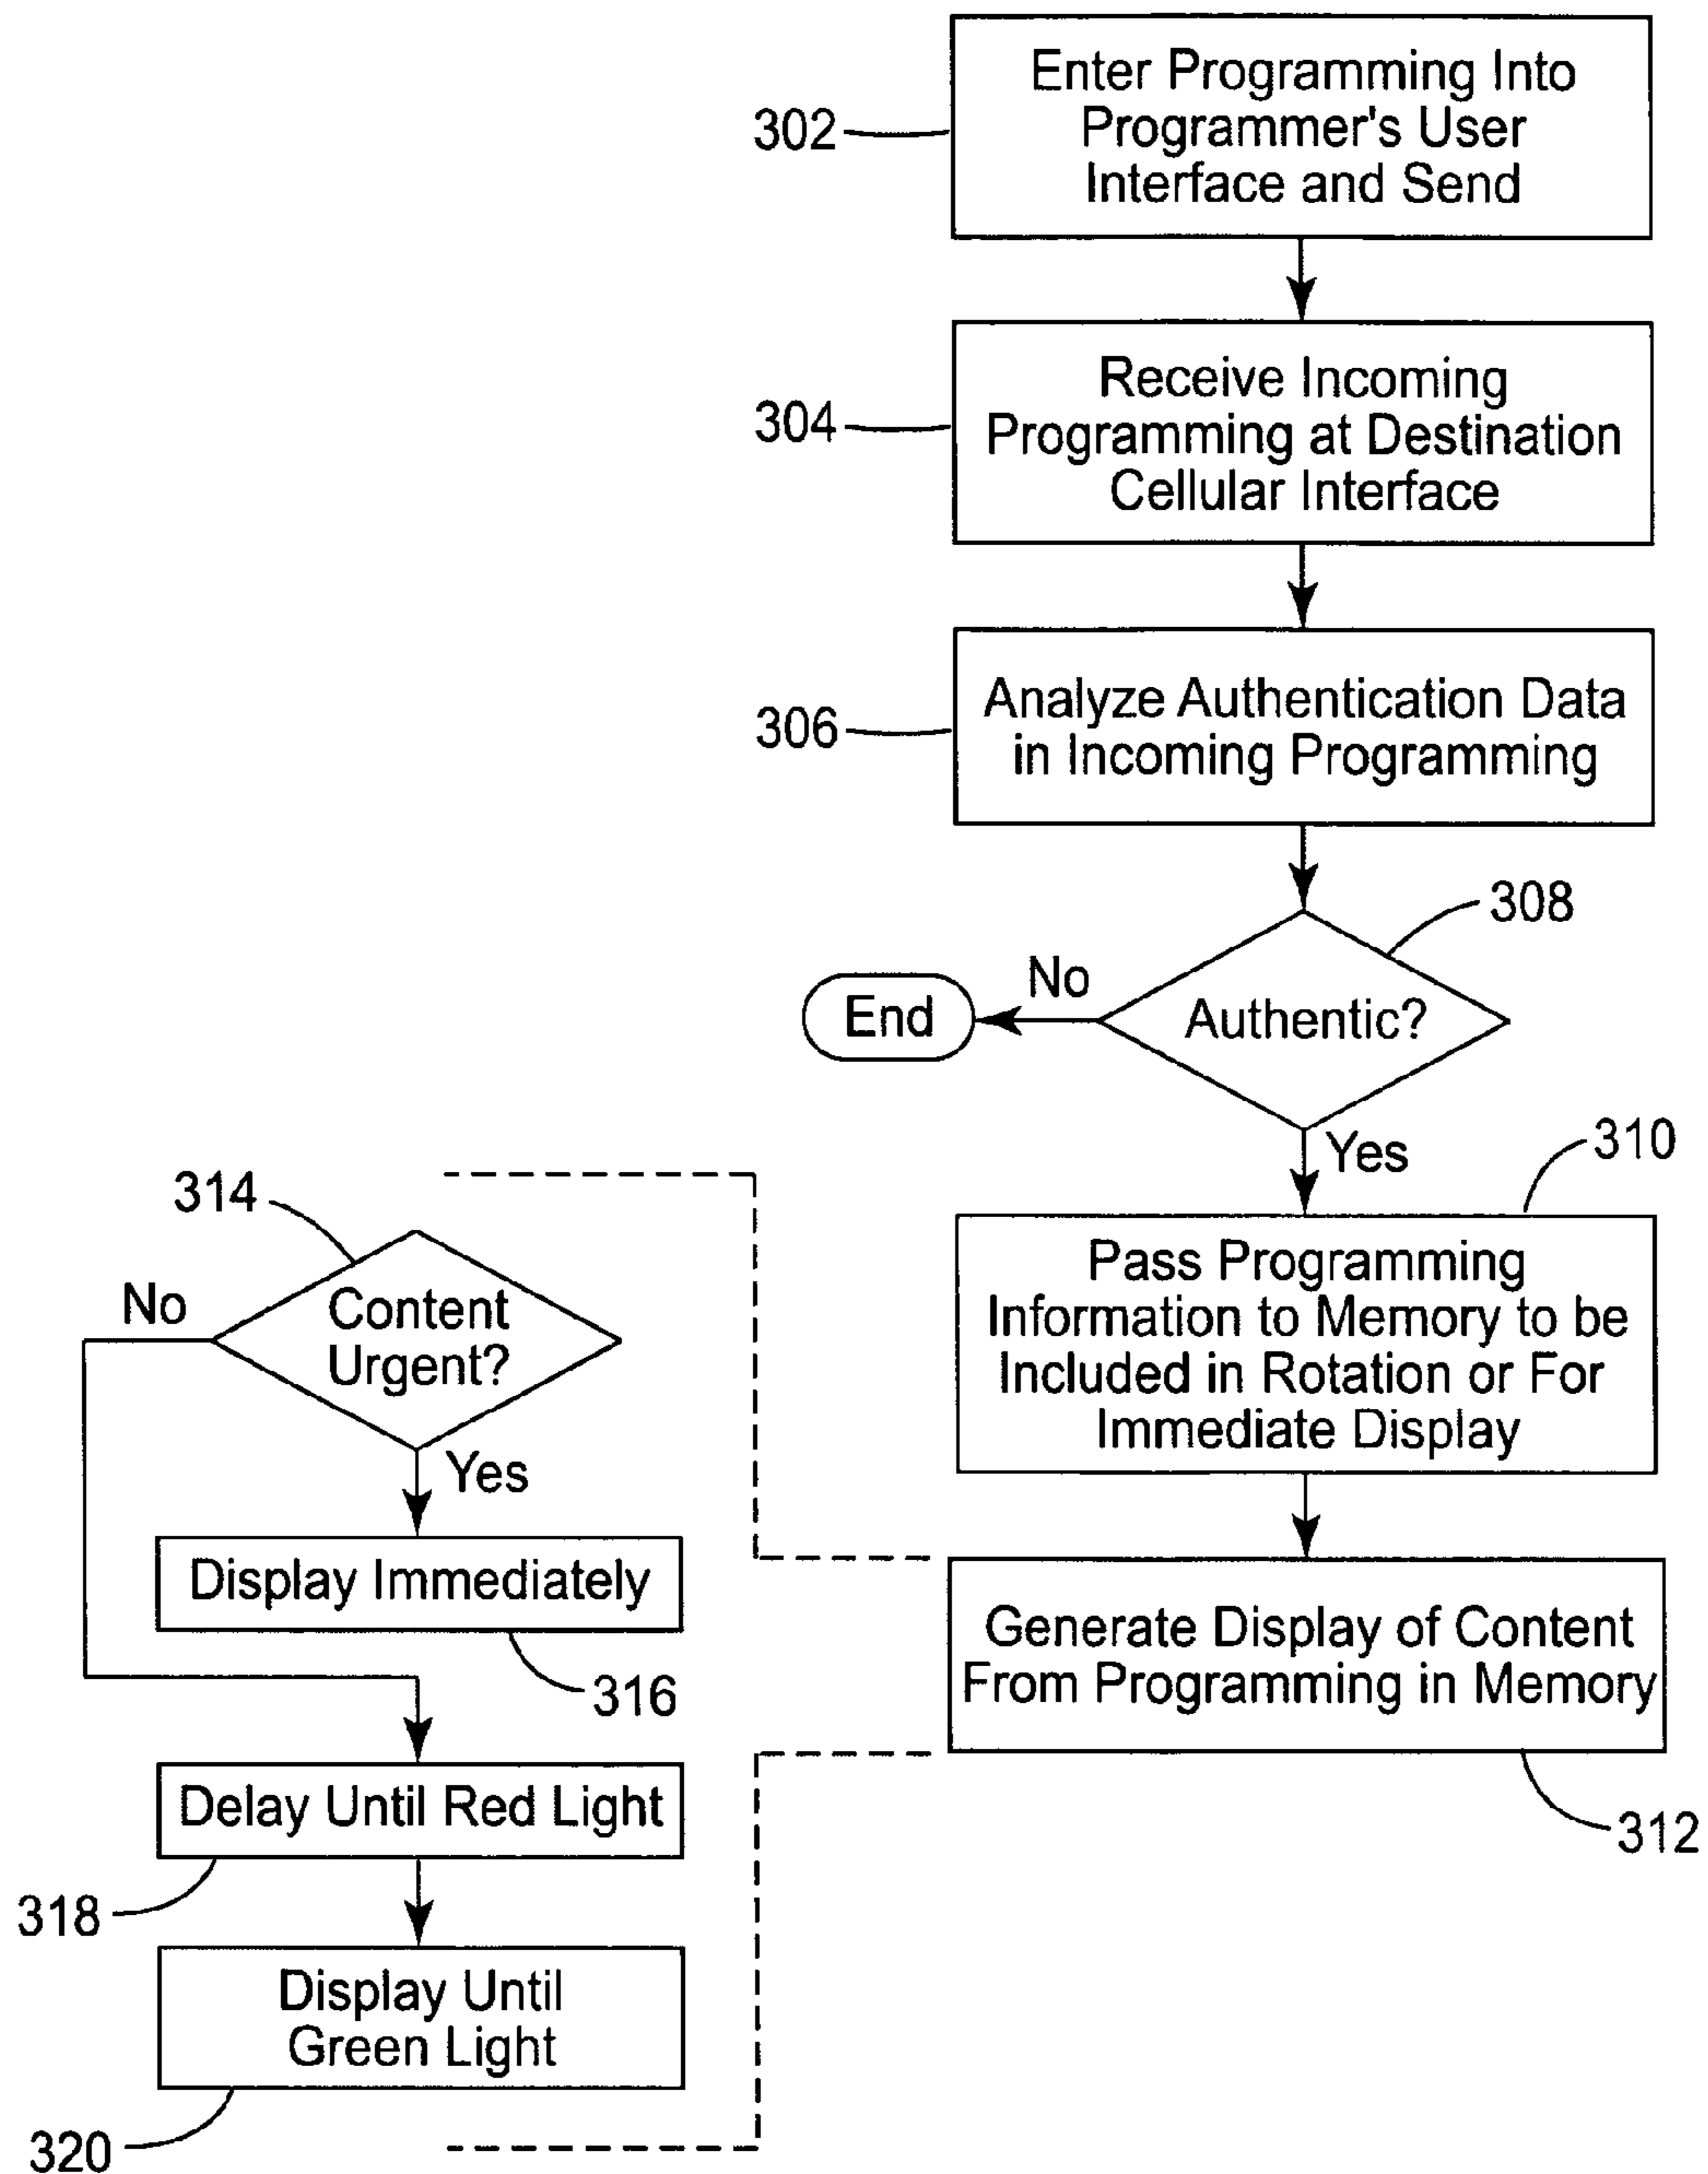 Enter Programming Into
Programmer's User
Interface and Send
302
Receive Incoming
Programming at Destination
Cellular Interface
304
Analyze Authentication Data
in Incoming Programming
306
308
Authentic?
No
End
Yes
310
Pass Programming
Information to Memory to be
Included in Rotation or For
Immediate Display
Generate Display of Content
From Programming in Memory
312
314
Content
Urgent?
No
Yes
Display Immediately
316
Delay Until Red Light
318
Display Until
Green Light
320